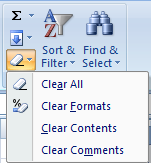 Σ
A
Z
Sort & Find &
Filter Select
%
Clear All
Clear Formats
Clear Contents
Clear Comments